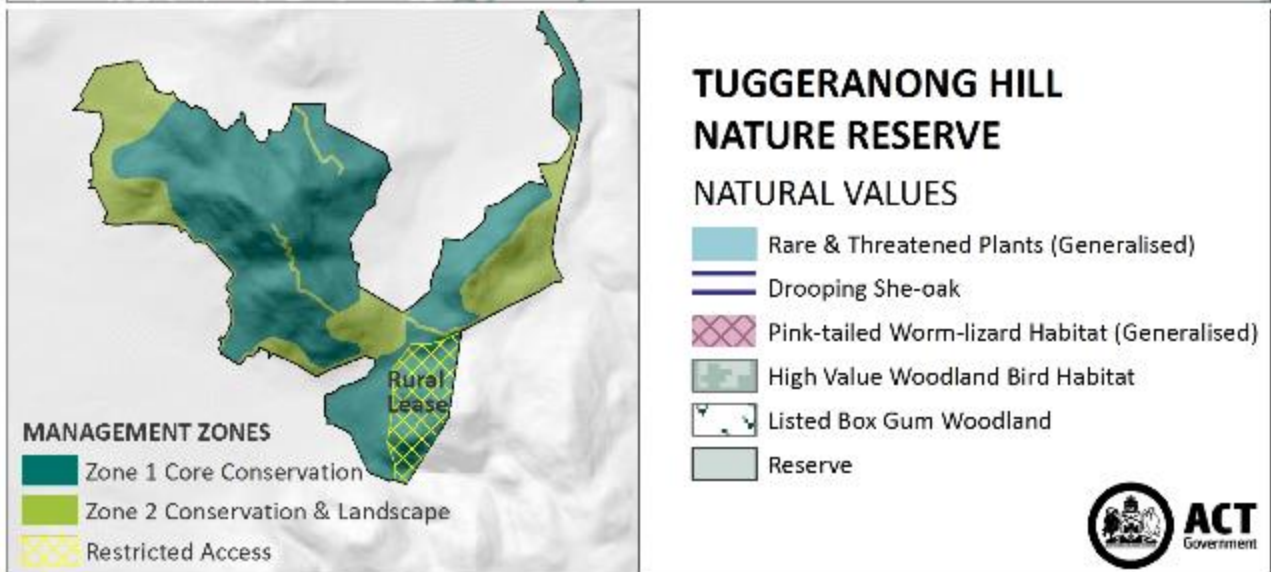 Rural
Lease
MANAGEMENT ZONES
Zone 1 Core Conservation
Zone 2 Conservation & Landscape
Restricted Access
TUGGERANONG HILL
NATURE RESERVE
NATURAL VALUES
Rare & Threatened Plants (Generalised)
Drooping She-oak
Pink-tailed Worm-lizard Habitat (Generalised)
High Value Woodland Bird Habitat
Listed Box Gum Woodland
Reserve
ACT
Government